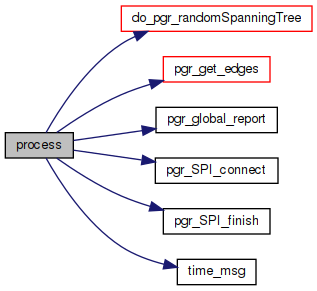 do_pgr_randomSpanningTree
pgr_get_edges
pgr_global_report
process
pgr_SPI_connect
pgr_SPI_finish
time_msg